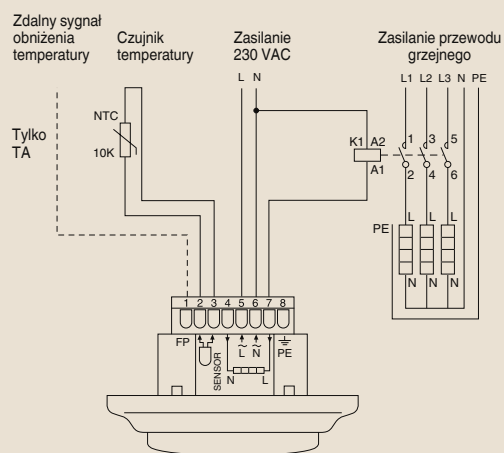 Zdalny sygnał
obniżenia
temperatury
Czujnik
temperatury
Zasilanie
230 VAC
Zasilanie przewodu
grzejnego
L N
L1 L2 L3 N PE
Tylko
TA
NTC
10K
K1 A2
A1
1 3 5
2 4 6
PE
L L L
N N N
1 2 3 4 5 6 7 8
FP
SENSOR
N L
L N
PE